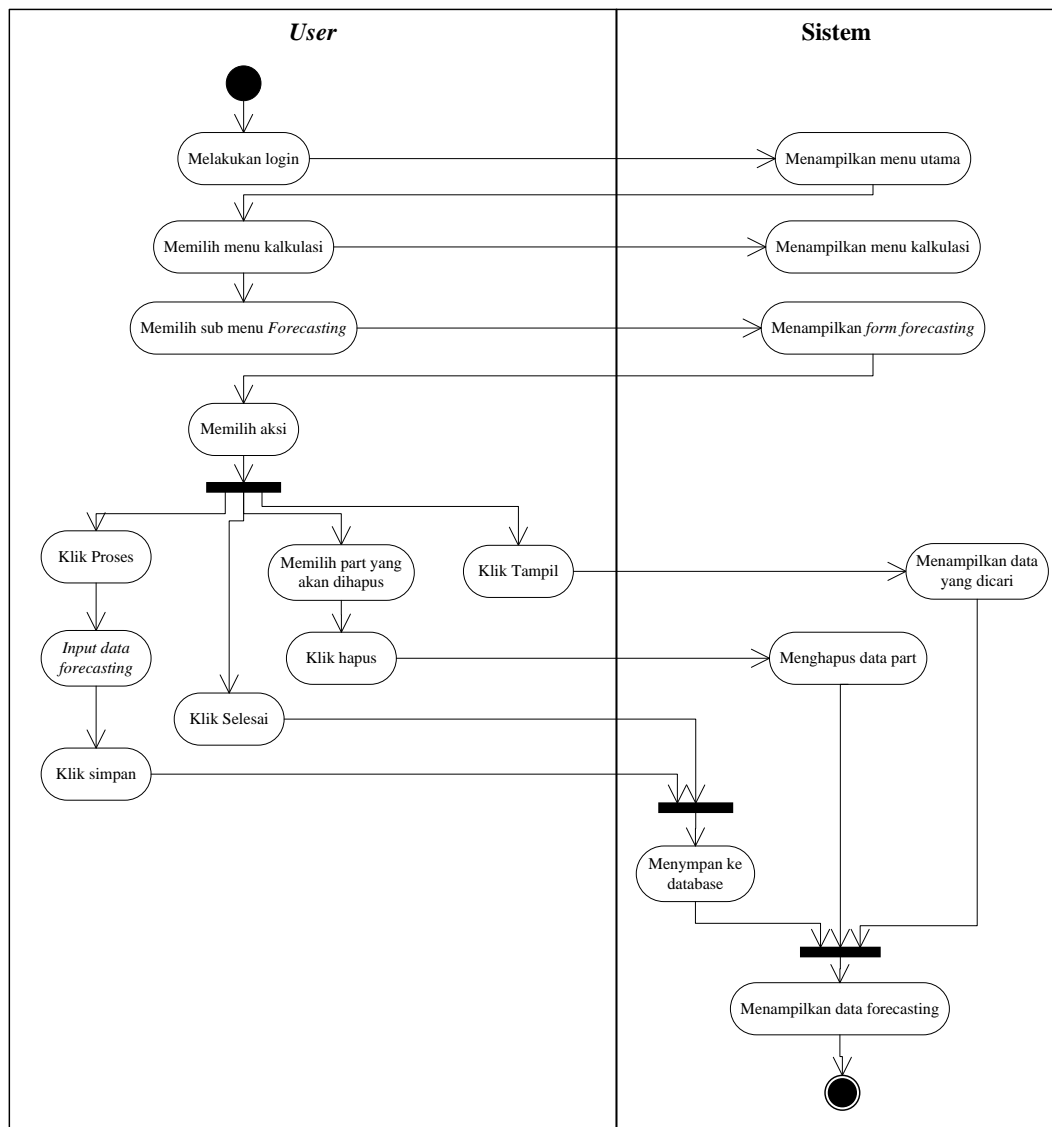 User
Sistem
Melakukan login
Menampilkan menu utama
Memilih menu kalkulasi
Menampilkan menu kalkulasi
Memilih sub menu Forecasting
Menampilkan form forecasting
Memilih aksi
Klik Proses
Memilih part yang
akan dihapus
Klik Tampil
Menampilkan data
yang dicari
Input data
forecasting
Klik hapus
Menghapus data part
Klik Selesai
Klik simpan
Menympan ke
database
Menampilkan data forecasting